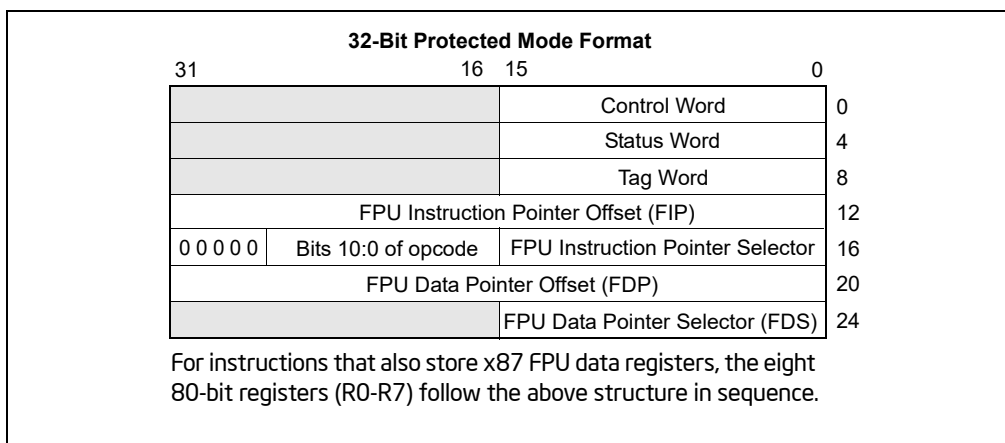 32-Bit Protected Mode Format
31 16 15 0
Control Word 0
Status Word 4
Tag Word 8
FPU Instruction Pointer Offset (FIP) 12
0 0 0 0 0 Bits 10:0 of opcode FPU Instruction Pointer Selector 16
FPU Data Pointer Offset (FDP) 20
FPU Data Pointer Selector (FDS) 24
For instructions that also store x87 FPU data registers, the eight
80-bit registers (R0-R7) follow the above structure in sequence.